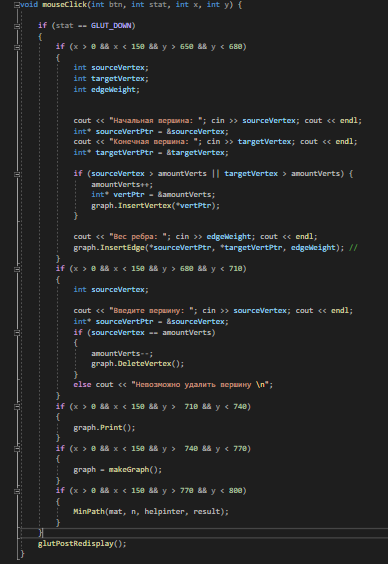 void mouseClick(int btn, int stat, int x, int y) {
if (stat == GLUT_DOWN)
{
if (x > 0 && x < 150 && y > 650 && y < 680)
{
int sourceVertex;
int targetVertex;
int edgeWeight;
cout << "Начальная вершина: "; cin >> sourceVertex; cout << endl;
int* sourceVertPtr = &sourceVertex;
cout << "Конечная вершина: "; cin >> targetVertex; cout << endl;
int* targetVertPtr = &targetVertex;
if (sourceVertex > amountVerts || targetVertex > amountVerts) {
amountVerts++;
int* vertPtr = &amountVerts;
graph.InsertVertex(*vertPtr);
}
cout << "Вес ребра: "; cin >> edgeWeight; cout << endl;
graph.InsertEdge(*sourceVertPtr, *targetVertPtr, edgeWeight); //
}
if (x > 0 && x < 150 && y > 680 && y < 710)
{
int sourceVertex;
cout << "Введите вершину: "; cin >> sourceVertex; cout << endl;
int* sourceVertPtr = &sourceVertex;
if (sourceVertex == amountVerts)
{
amountVerts--;
graph.DeleteVertex();
}
else cout << "Невозможно удалить вершину \n";
}
if (x > 0 && x < 150 && y >  710 && y < 740)
{
graph.Print();
}
if (x > 0 && x < 150 && y >  740 && y < 770)
{
graph = makeGraph();
}
if (x > 0 && x < 150 && y > 770 && y < 800)
{
MinPath(mat, n, helpinter, result);
}
}
glutPostRedisplay();
}